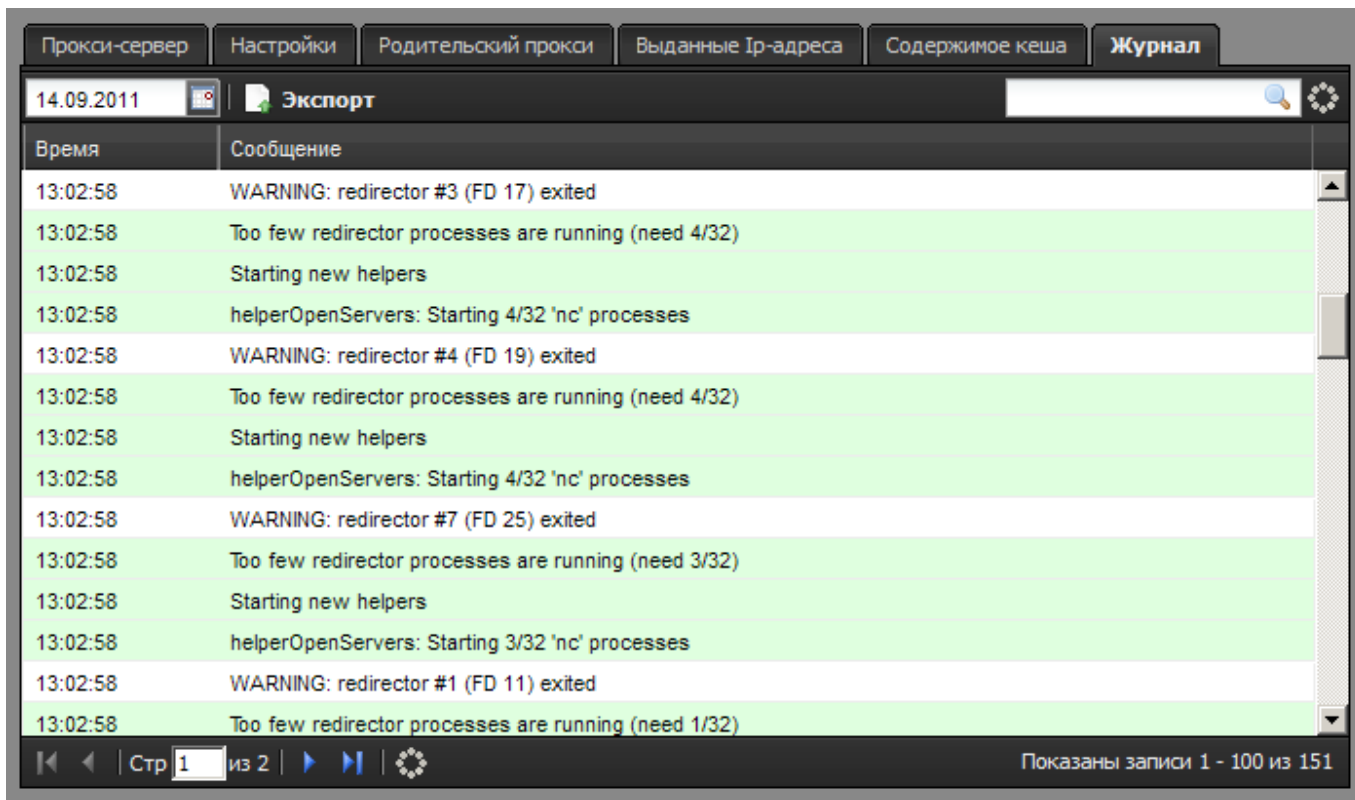 Прокси-сервер Настройки Родительский прокси Выданные Ip-адреса Содержимое кеша Журнал
14.09.2011 Экспорт
Время Сообщение
13:02:58 WARNING: redirector #3 (FD 17) exited
13:02:58 Too few redirector processes are running (need 4/32)
13:02:58 Starting new helpers
13:02:58 helperOpenServers: Starting 4/32 'nc' processes
13:02:58 WARNING: redirector #4 (FD 19) exited
13:02:58 Too few redirector processes are running (need 4/32)
13:02:58 Starting new helpers
13:02:58 helperOpenServers: Starting 4/32 'nc' processes
13:02:58 WARNING: redirector #7 (FD 25) exited
13:02:58 Too few redirector processes are running (need 3/32)
13:02:58 Starting new helpers
13:02:58 helperOpenServers: Starting 3/32 'nc' processes
13:02:58 WARNING: redirector #1 (FD 11) exited
13:02:58 Too few redirector processes are running (need 1/32)
Стр 1 из 2 Показаны записи 1 - 100 из 151